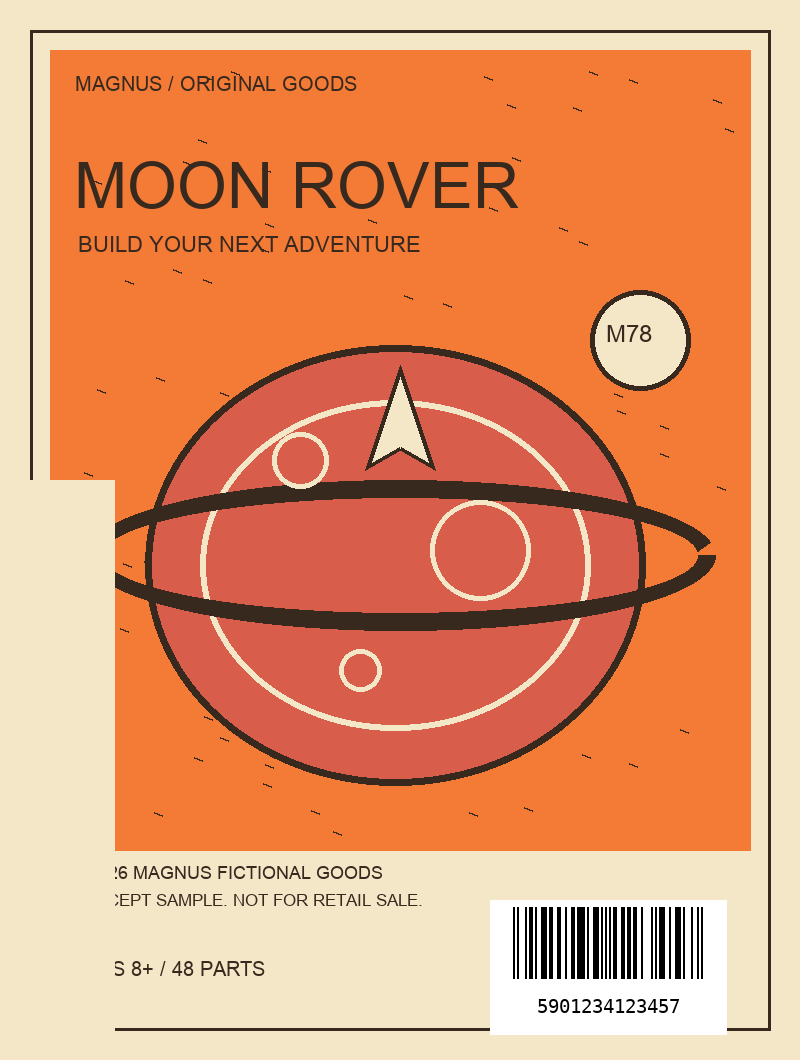 MAGNUS / ORIGINAL GOODS
MOON ROVER
BUILD YOUR NEXT ADVENTURE
M78
MAGNUS FICTIONAL GOODS
SAMPLE. NOT FOR RETAIL SALE.
8+ / 48 PARTS
5901234123457